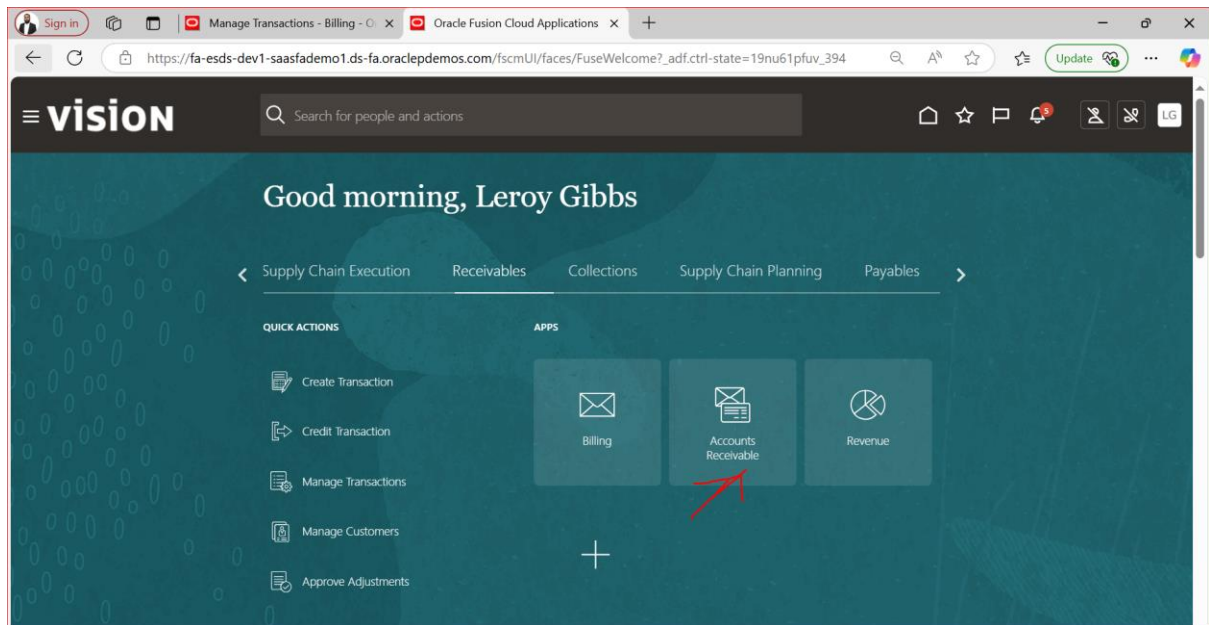 Sign in
Manage Transactions - Billing - O
Oracle Fusion Cloud Applications
https://fa-esds-dev1-saasfademo1.ds-fa.oraclepdemos.com/fscmUI/faces/FuseWelcome?_adf.ctrl-state=19nu61pfuv_394
Update
vision
Search for people and actions
5
LG
Good morning, Leroy Gibbs
Supply Chain Execution Receivables Collections Supply Chain Planning Payables
QUICK ACTIONS APPS
Create Transaction
Credit Transaction
Manage Transactions
Manage Customers
Approve Adjustments
Billing
Accounts
Receivable
Revenue